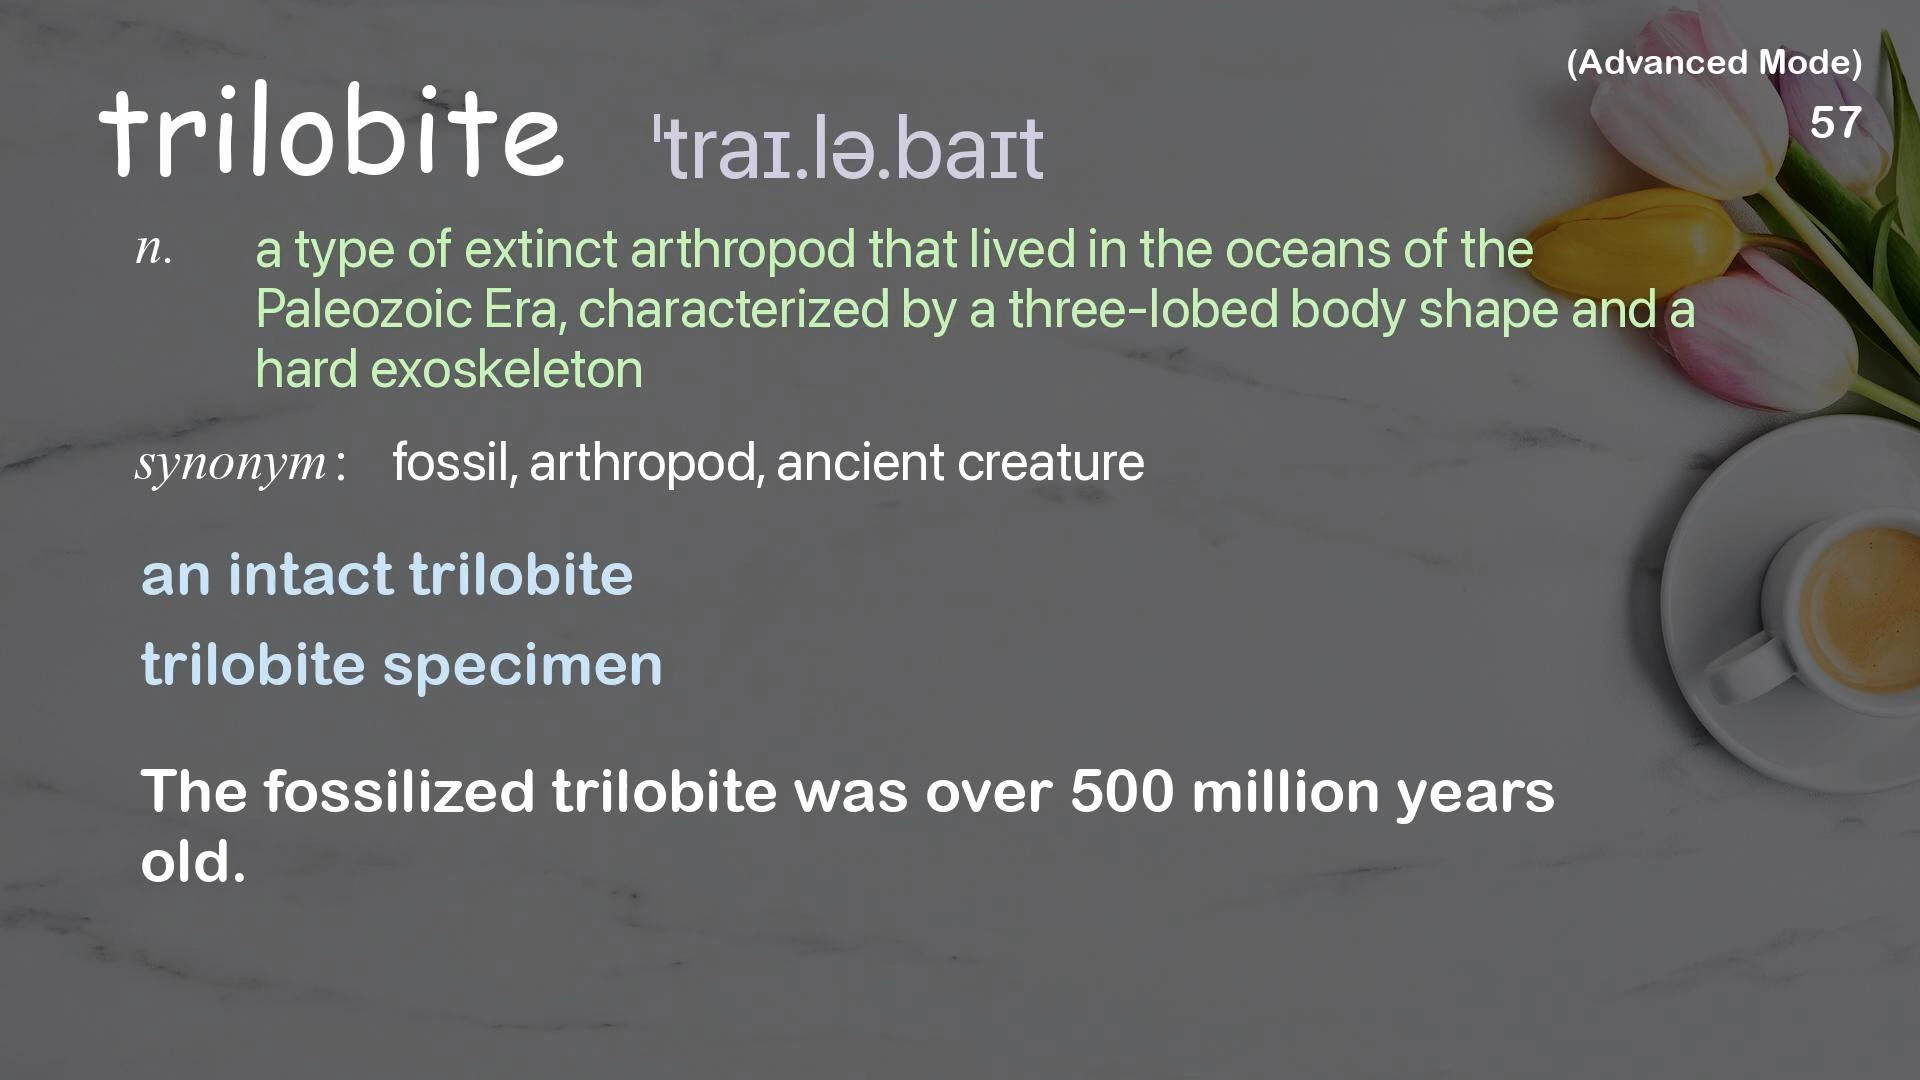 (Advanced Mode)
57
trilobite ˈtraɪ.lə.baɪt
n. a type of extinct arthropod that lived in the oceans of the
Paleozoic Era, characterized by a three-lobed body shape and a
hard exoskeleton
synonym: fossil, arthropod, ancient creature
an intact trilobite
trilobite specimen
The fossilized trilobite was over 500 million years
old.